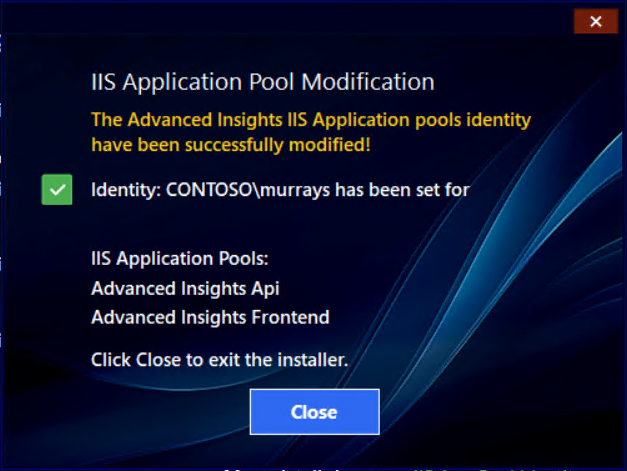 IIS Application Pool Modification
The Advanced Insights IIS Application pools identity
have been successfully modified!
Identity: CONTOSO\murrays has been set for
IIS Application Pools:
Advanced Insights Api
Advanced Insights Frontend
Click Close to exit the installer.
Close